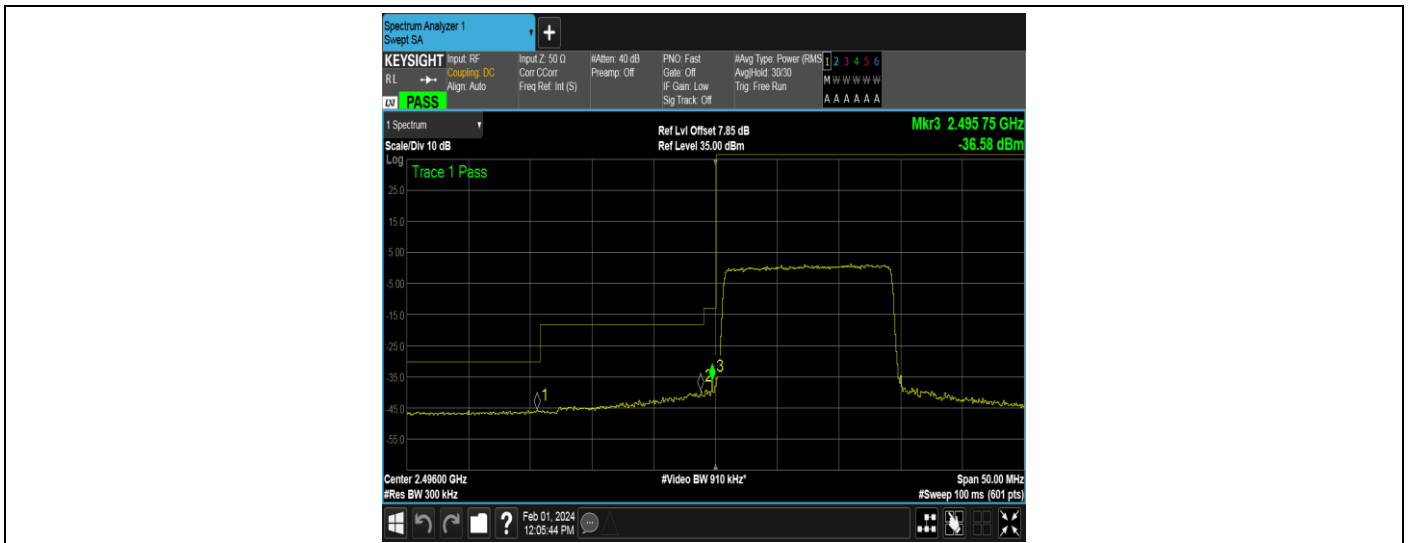 Spectrum Analyzer 1
Swept SA
+
KEYSIGHT
RL
LXI PASS
Input: RF
Coupling: DC
Align: Auto
Input Z: 50 Ω
Corr CCorr
Freq Ref: Int (S)
#Atten: 40 dB
Preamp: Off
PNO: Fast
Gate: Off
IF Gain: Low
Sig Track: Off
#Avg Type: Power (RMS
Avg|Hold: 30/30
Trig: Free Run
1 2 3 4 5 6
M W W W W W
A A A A A A
1 Spectrum
Scale/Div 10 dB
Ref Lvl Offset 7.85 dB
Ref Level 35.00 dBm
Mkr3 2.495 75 GHz
-36.58 dBm
Log
Trace 1 Pass
25.0
15.0
5.00
-5.00
-15.0
-25.0
-35.0
-45.0
-55.0
1
2
3
Center 2.49600 GHz
#Res BW 300 kHz
#Video BW 910 kHz*
Span 50.00 MHz
#Sweep 100 ms (601 pts)
?
Feb 01, 2024
12:05:44 PM